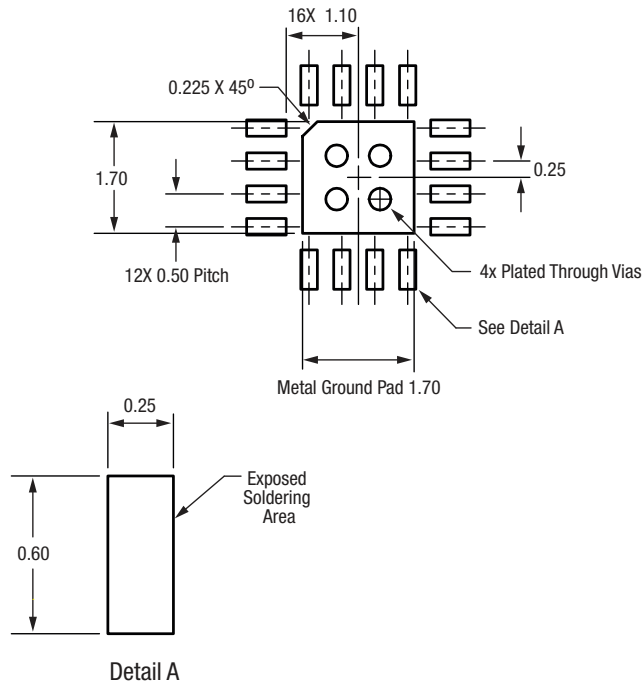 16X 1.10
0.225 X 45⁰
1.70
0.25
12X 0.50 Pitch
4x Plated Through Vias
See Detail A
Metal Ground Pad 1.70
0.25
Exposed
Soldering
Area
0.60
Detail A